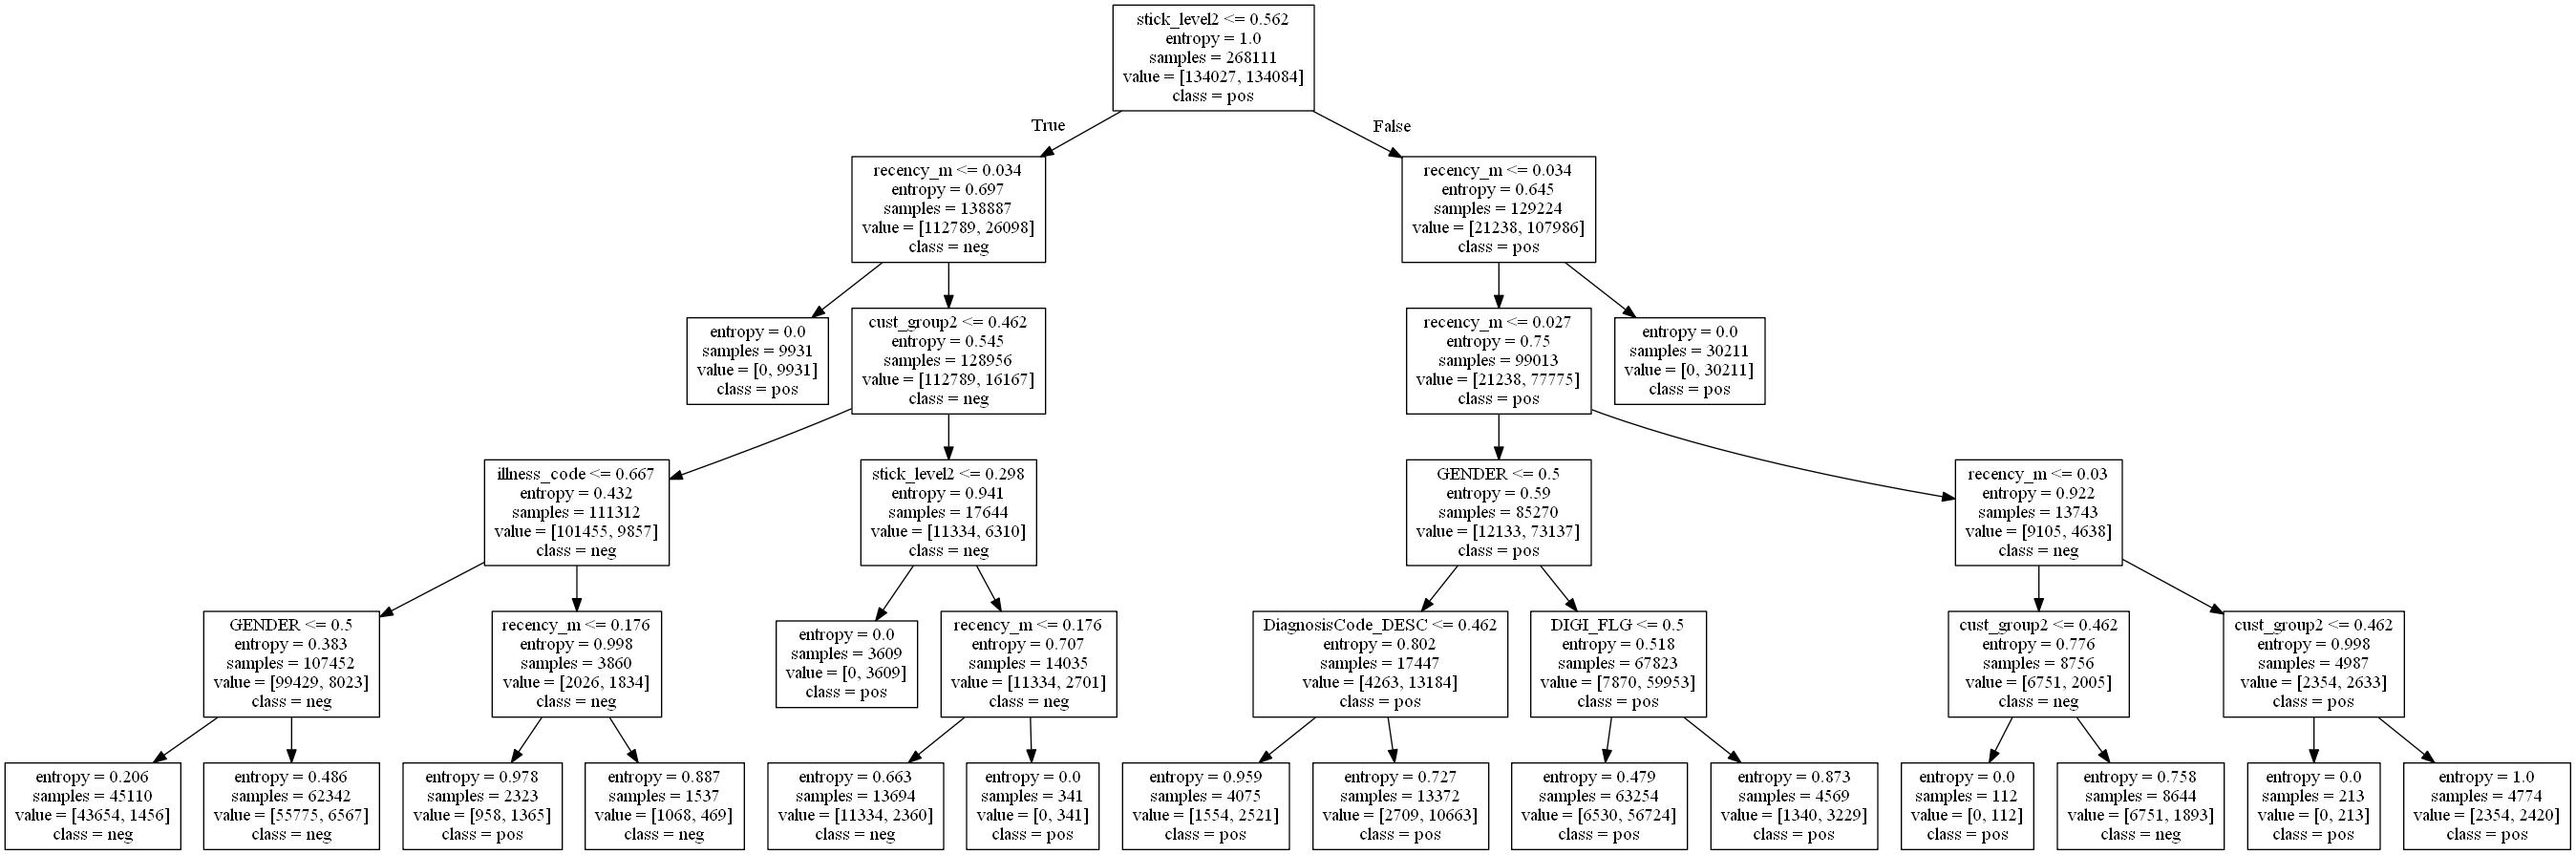 stick_level2 <= 0.562
entropy = 1.0
samples = 268111
value = [134027, 134084]
class = pos
True
False
recency_m <= 0.034
entropy = 0.697
samples = 138887
value = [112789, 26098]
class = neg
recency_m <= 0.034
entropy = 0.645
samples = 129224
value = [21238, 107986]
class = pos
entropy = 0.0
samples = 9931
value = [0, 9931]
class = pos
cust_group2 <= 0.462
entropy = 0.545
samples = 128956
value = [112789, 16167]
class = neg
recency_m <= 0.027
entropy = 0.75
samples = 99013
value = [21238, 77775]
class = pos
entropy = 0.0
samples = 30211
value = [0, 30211]
class = pos
illness_code <= 0.667
entropy = 0.432
samples = 111312
value = [101455, 9857]
class = neg
stick_level2 <= 0.298
entropy = 0.941
samples = 17644
value = [11334, 6310]
class = neg
GENDER <= 0.5
entropy = 0.59
samples = 85270
value = [12133, 73137]
class = pos
recency_m <= 0.03
entropy = 0.922
samples = 13743
value = [9105, 4638]
class = neg
GENDER <= 0.5
entropy = 0.383
samples = 107452
value = [99429, 8023]
class = neg
recency_m <= 0.176
entropy = 0.998
samples = 3860
value = [2026, 1834]
class = neg
entropy = 0.0
samples = 3609
value = [0, 3609]
class = pos
recency_m <= 0.176
entropy = 0.707
samples = 14035
value = [11334, 2701]
class = neg
DiagnosisCode_DESC <= 0.462
entropy = 0.802
samples = 17447
value = [4263, 13184]
class = pos
DIGI_FLG <= 0.5
entropy = 0.518
samples = 67823
value = [7870, 59953]
class = pos
cust_group2 <= 0.462
entropy = 0.776
samples = 8756
value = [6751, 2005]
class = neg
cust_group2 <= 0.462
entropy = 0.998
samples = 4987
value = [2354, 2633]
class = pos
entropy = 0.206
samples = 45110
value = [43654, 1456]
class = neg
entropy = 0.486
samples = 62342
value = [55775, 6567]
class = neg
entropy = 0.978
samples = 2323
value = [958, 1365]
class = pos
entropy = 0.887
samples = 1537
value = [1068, 469]
class = neg
entropy = 0.663
samples = 13694
value = [11334, 2360]
class = neg
entropy = 0.0
samples = 341
value = [0, 341]
class = pos
entropy = 0.959
samples = 4075
value = [1554, 2521]
class = pos
entropy = 0.727
samples = 13372
value = [2709, 10663]
class = pos
entropy = 0.479
samples = 63254
value = [6530, 56724]
class = pos
entropy = 0.873
samples = 4569
value = [1340, 3229]
class = pos
entropy = 0.0
samples = 112
value = [0, 112]
class = pos
entropy = 0.758
samples = 8644
value = [6751, 1893]
class = neg
entropy = 0.0
samples = 213
value = [0, 213]
class = pos
entropy = 1.0
samples = 4774
value = [2354, 2420]
class = pos